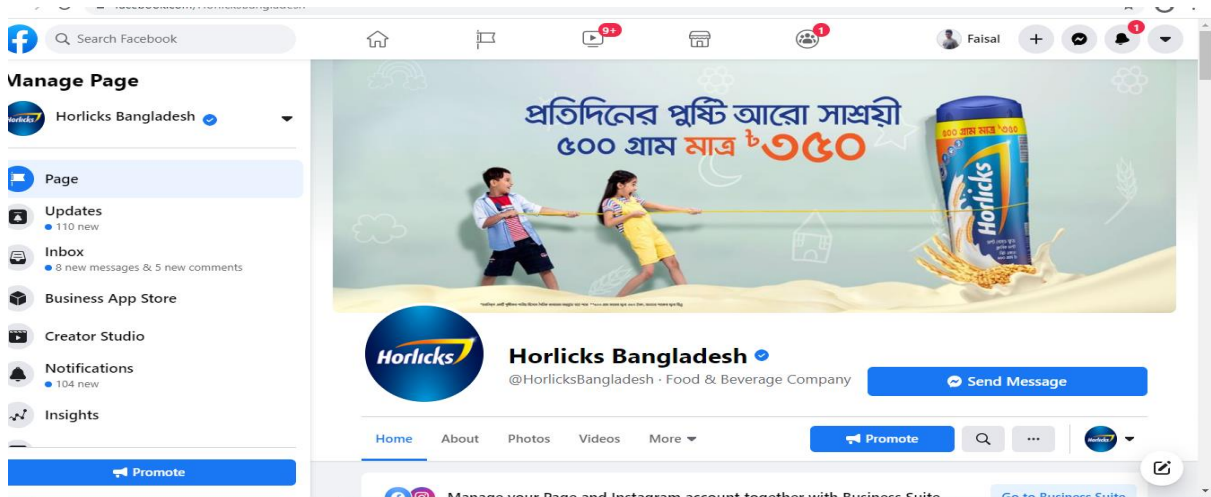 Search Facebook
9+
1
Faisal
1
Manage Page
Horlicks Bangladesh
Page
Updates
110 new
Inbox
8 new messages & 5 new comments
Business App Store
Creator Studio
Notifications
104 new
Insights
Promote
প্রতিদিনের পুষ্টি আরো সাশ্রয়ী
৫০০ গ্রাম মাত্র ৳৩৫০
৫০০ গ্রাম মাত্র ৳৩৫০
Horlicks
Horlicks
Horlicks Bangladesh
@HorlicksBangladesh · Food & Beverage Company
Send Message
Home About Photos Videos More
Promote
Manage your Page and Instagram account together with Business Suite
Go to Business Suite